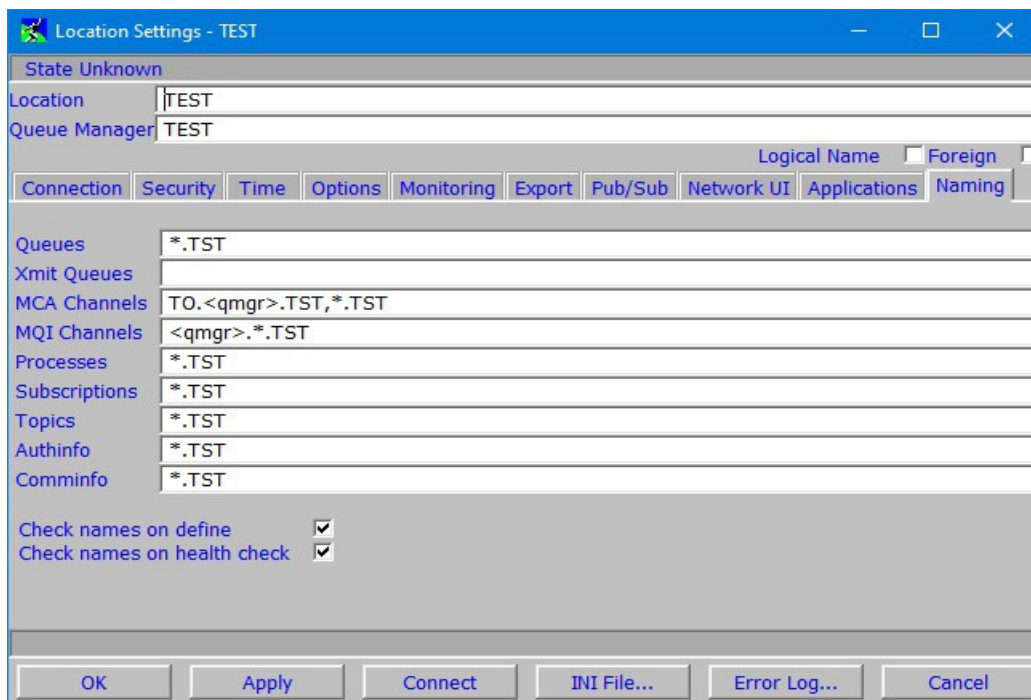 Location Settings - TEST
State Unknown
Location TEST
Queue Manager TEST
Logical Name Foreign
Connection Security Time Options Monitoring Export Pub/Sub Network UI Applications Naming
Queues *.TST
Xmit Queues
MCA Channels TO.<qmgr>.TST,*.TST
MQI Channels <qmgr>.*.TST
Processes *.TST
Subscriptions *.TST
Topics *.TST
Authinfo *.TST
Comminfo *.TST
Check names on define
Check names on health check
OK Apply Connect INI File... Error Log... Cancel